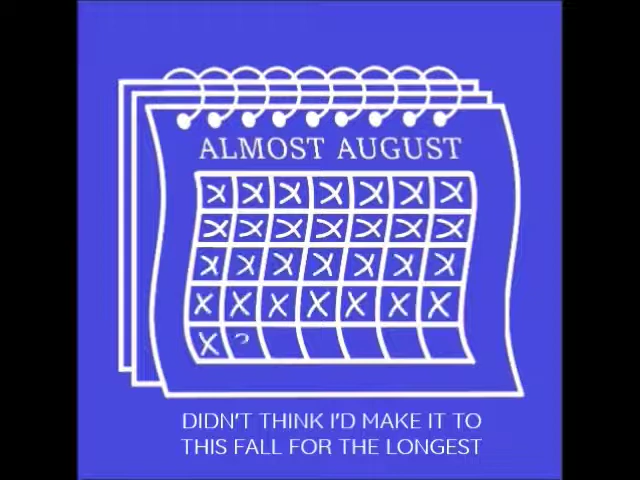 ALMOST AUGUST
X X X X X X X
X X X X X X X
X X X X X X X
X X X X X X X
X ?
DIDN'T THINK I'D MAKE IT TO
THIS FALL FOR THE LONGEST